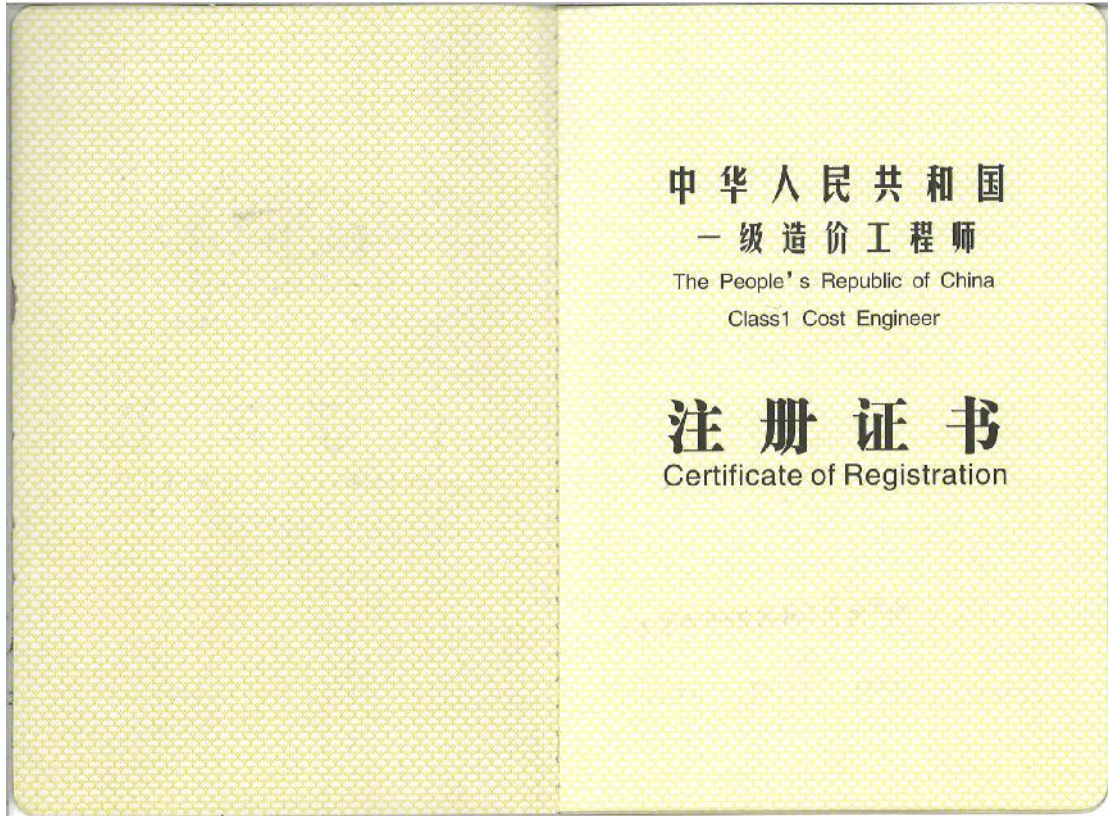 中华人民共和国
一级造价工程师
The People's Republic of China
Class1 Cost Engineer
注册证书
Certificate of Registration